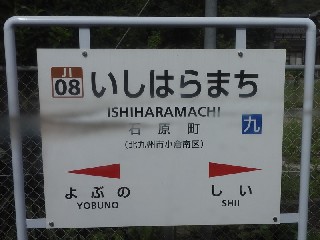 JI
08
いしはらまち
ISHIHARAMACHI
石原町
九
(北九州市小倉南区)
よぶの しい
YOBUNO SHII